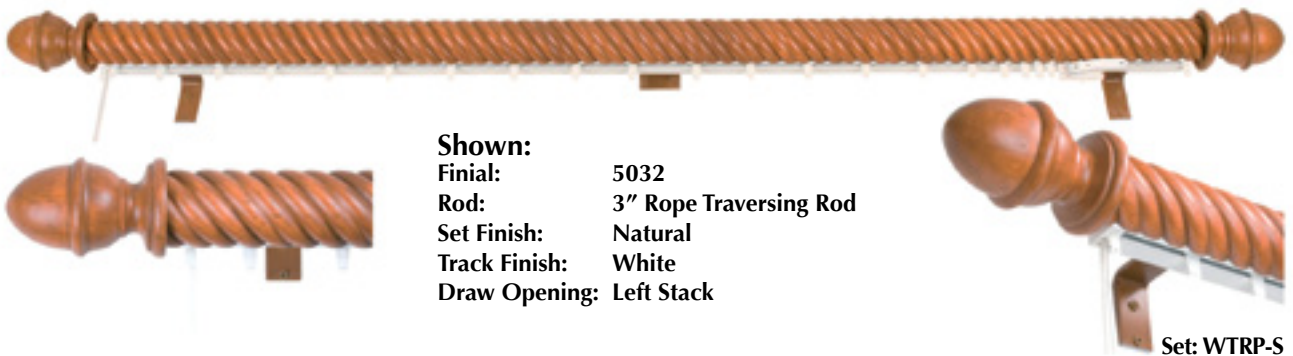 Shown:
Finial: 5032
Rod: 3” Rope Traversing Rod
Set Finish: Natural
Track Finish: White
Draw Opening: Left Stack
Set: WTRP-S